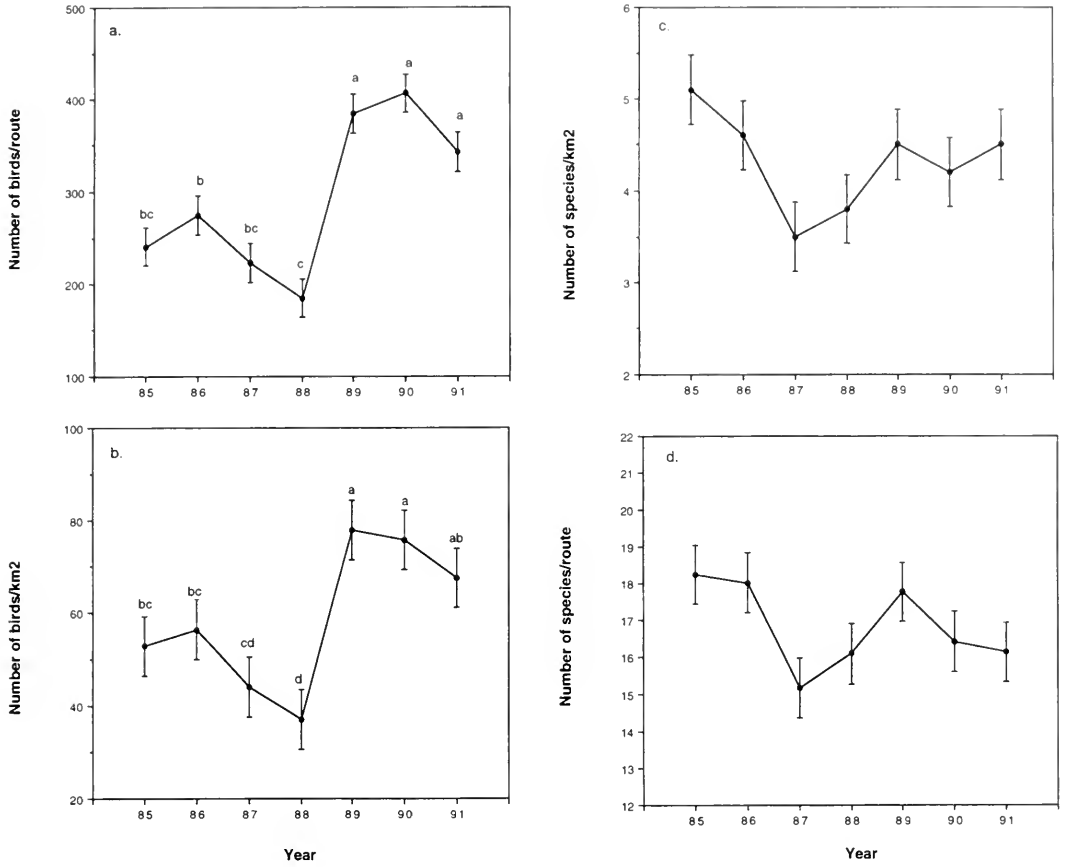 a.
Number of birds/route
500
400
300
200
100
bc
b
bc
c
a
a
a
85 86 87 88 89 90 91
c.
Number of species/km2
6
5
4
3
2
85 86 87 88 89 90 91
b.
Number of birds/km2
100
80
60
40
20
bc
bc
cd
d
a
a
ab
85 86 87 88 89 90 91
Year
d.
Number of species/route
22
21
20
19
18
17
16
15
14
13
12
85 86 87 88 89 90 91
Year